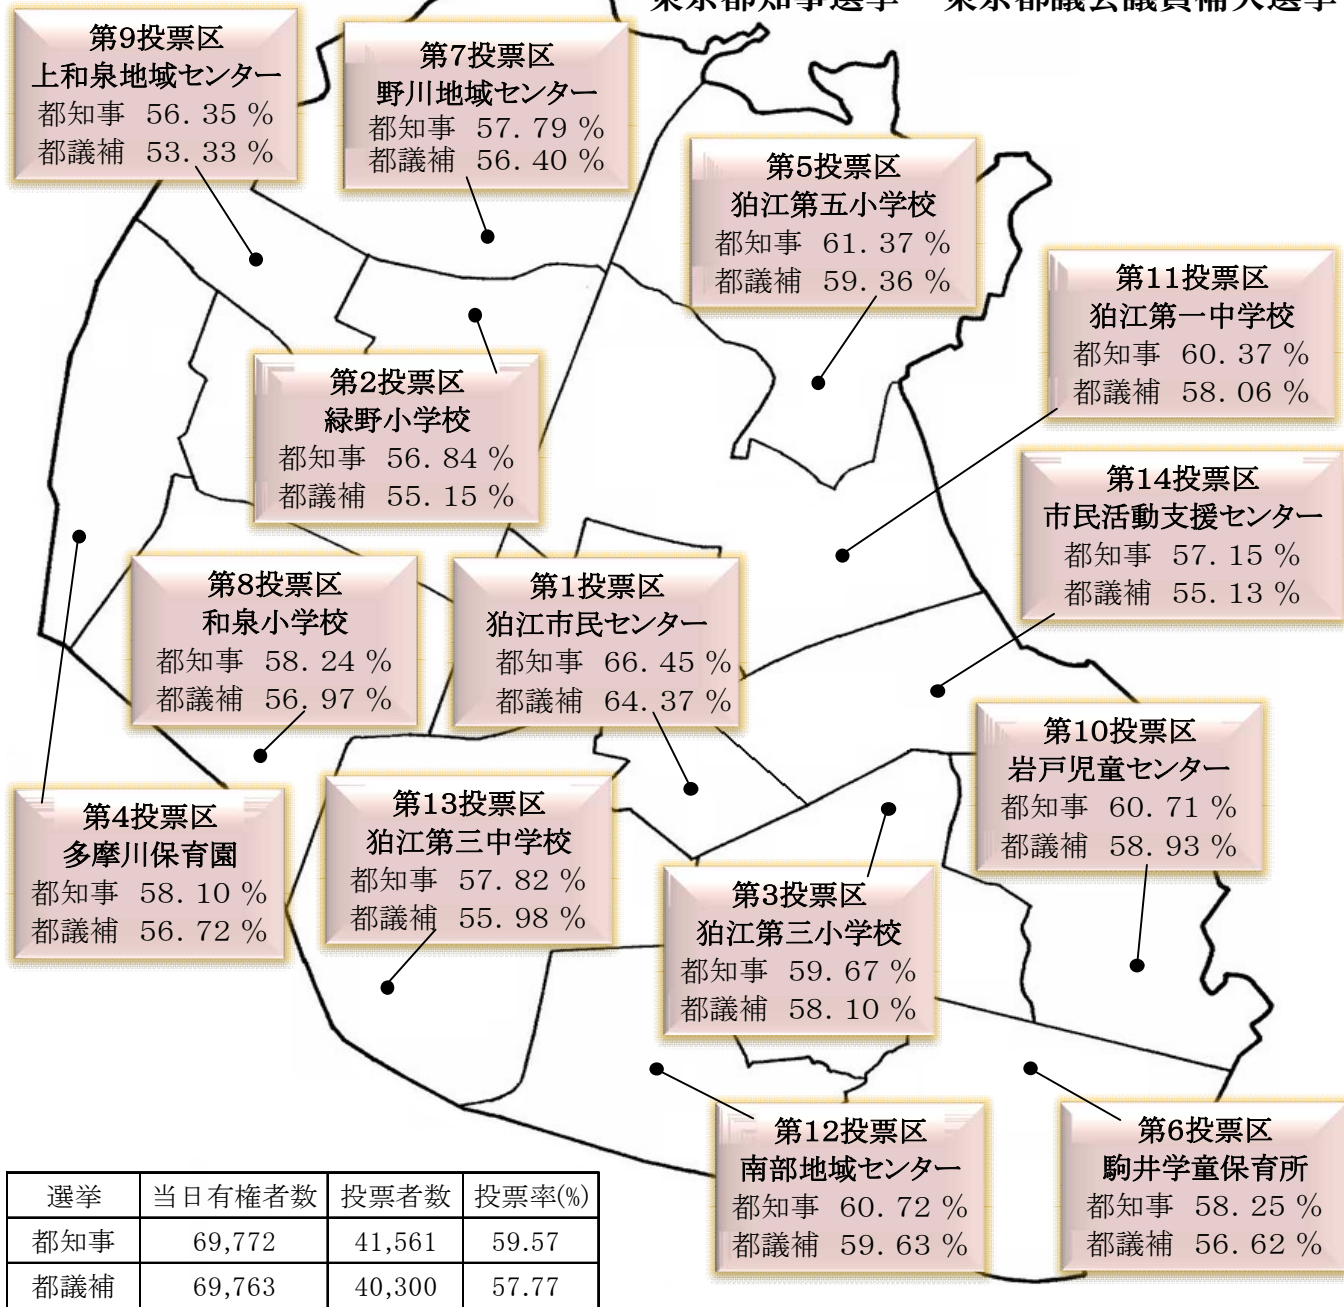 東京都知事選挙 東京都議会議員補欠選挙
第9投票区
上和泉地域センター
都知事 56.35 %
都議補 53.33 %
第7投票区
野川地域センター
都知事 57.79 %
都議補 56.40 %
第5投票区
狛江第五小学校
都知事 61.37 %
都議補 59.36 %
第11投票区
狛江第一中学校
都知事 60.37 %
都議補 58.06 %
第2投票区
緑野小学校
都知事 56.84 %
都議補 55.15 %
第14投票区
市民活動支援センター
都知事 57.15 %
都議補 55.13 %
第8投票区
和泉小学校
都知事 58.24 %
都議補 56.97 %
第1投票区
狛江市民センター
都知事 66.45 %
都議補 64.37 %
第10投票区
岩戸児童センター
都知事 60.71 %
都議補 58.93 %
第4投票区
多摩川保育園
都知事 58.10 %
都議補 56.72 %
第13投票区
狛江第三中学校
都知事 57.82 %
都議補 55.98 %
第3投票区
狛江第三小学校
都知事 59.67 %
都議補 58.10 %
第12投票区
南部地域センター
都知事 60.72 %
都議補 59.63 %
第6投票区
駒井学童保育所
都知事 58.25 %
都議補 56.62 %
選挙 当日有権者数 投票者数 投票率(%)
都知事 69,772 41,561 59.57
都議補 69,763 40,300 57.77